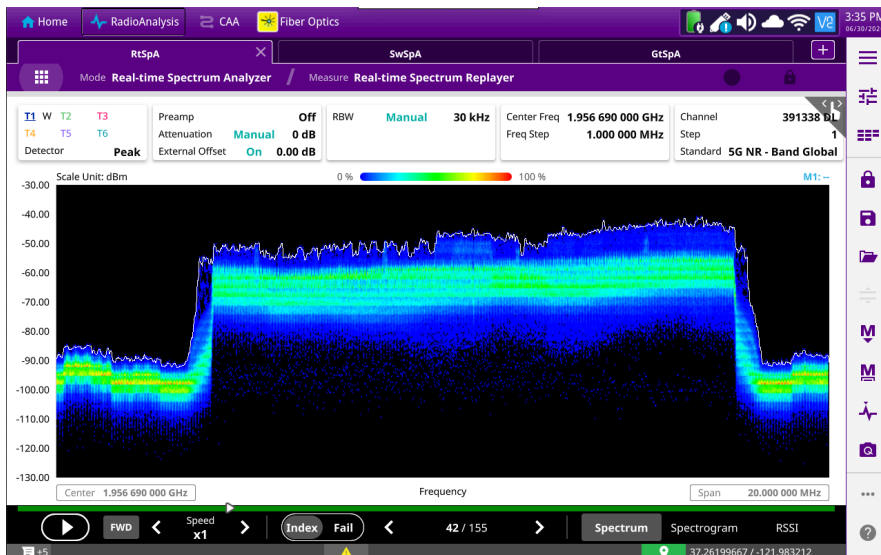 Home RadioAnalysis CAA Fiber Optics V2 3:35 PM
RtSpA SwSpA GtSpA +
Mode Real-time Spectrum Analyzer / Measure Real-time Spectrum Replayer
T1 W T2 T3 Preamp Off RBW Manual 30 kHz Center Freq 1.956 690 000 GHz Channel 391338 DL
T4 T5 T6 Attenuation Manual 0 dB Freq Step 1.000 000 MHz Step 1
Detector Peak External Offset On 0.00 dB Standard 5G NR - Band Global
Scale Unit: dBm 0 % 100 % M1: --
-30.00
-40.00
-50.00
-60.00
-70.00
-80.00
-90.00
-100.00
-110.00
-120.00
-130.00
Center 1.956 690 000 GHz Frequency Span 20.000 000 MHz
FWD Speed x1 Index Fail 42 / 155 Spectrum Spectrogram RSSI
+5 37.26199667 / -121.983212
M
M